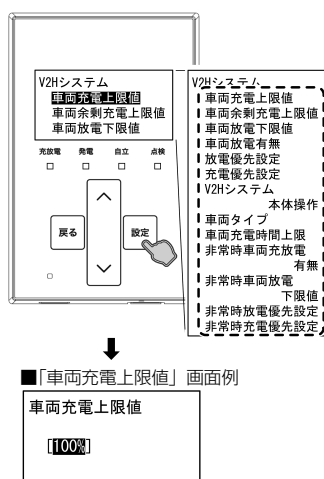 V2Hシステム
車両充電上限値
車両余剰充電上限値
車両放電下限値
充放電 発電 自立 点検
戻る
設定
V2Hシステム
車両充電上限値
車両余剰充電上限値
車両放電下限値
車両放電有無
放電優先設定
充電優先設定
V2Hシステム
本体操作
車両タイプ
車両充電時間上限
非常時車両充放電
有無
非常時車両放電
下限値
非常時放電優先設定
非常時充電優先設定
■「車両充電上限値」画面例
車両充電上限値
[100%]